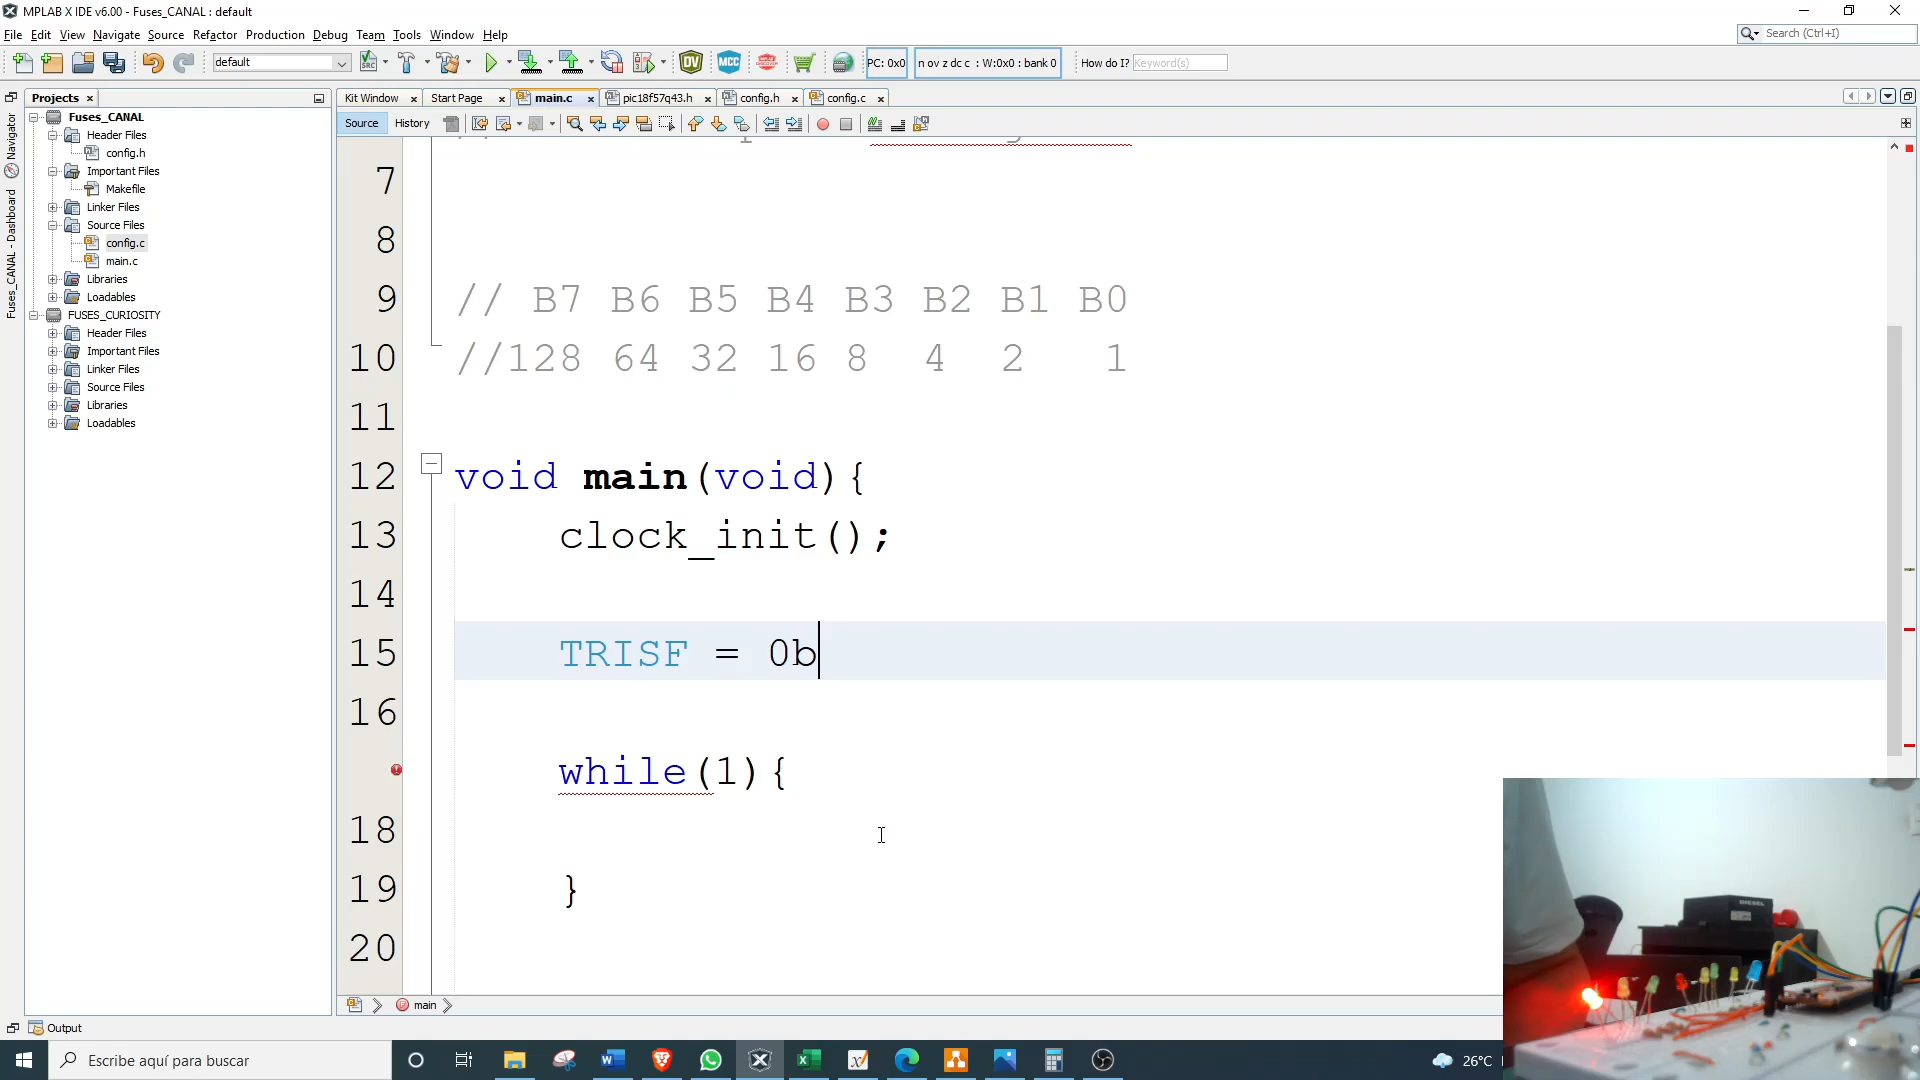 MPLAB X IDE v6.00 - Fuses_CANAL : default
File Edit View Navigate Source Refactor Production Debug Team Tools Window Help
Search (Ctrl+I)
default
PC: 0x0
n ov z dc c : W:0x0 : bank 0
How do I? Keyword(s)
Projects
Kit Window
Start Page
main.c
pic18f57q43.h
config.h
config.c
Source
History
Navigator
Fuses_CANAL - Dashboard
Fuses_CANAL
Header Files
config.h
Important Files
Makefile
Linker Files
Source Files
config.c
main.c
Libraries
Loadables
FUSES_CURIOSITY
Header Files
Important Files
Linker Files
Source Files
Libraries
Loadables
7
8
9 // B7 B6 B5 B4 B3 B2 B1 B0
10 //128 64 32 16 8 4 2 1
11
12 void main(void){
13 clock_init();
14
15 TRISF = 0b
16
while(1){
18
19 }
20
main
Output
Escribe aquí para buscar
26°C
DIESEL